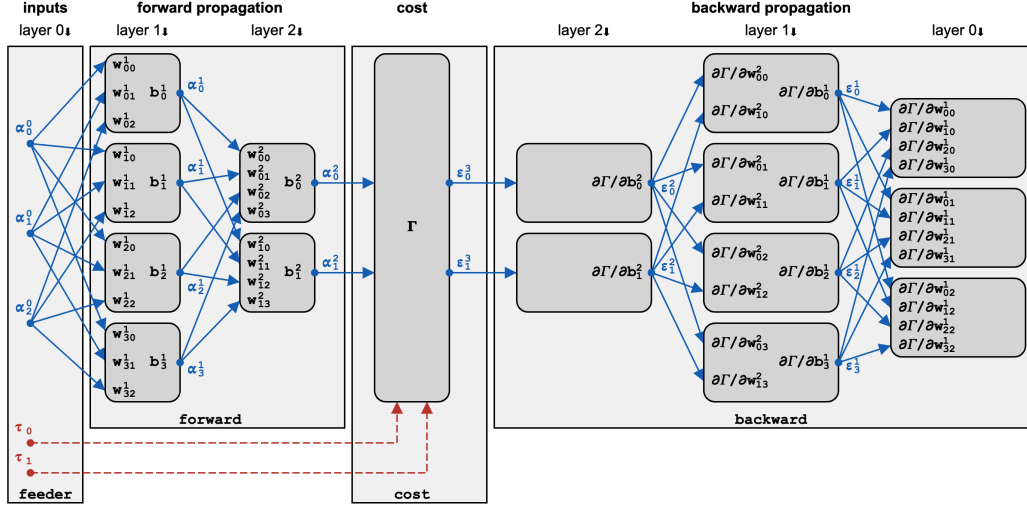 inputs
forward propagation
cost
backward propagation
layer 0⬇
layer 1⬇
layer 2⬇
layer 2⬇
layer 1⬇
layer 0⬇
α⁰₀
α⁰₁
α⁰₂
τ₀
τ₁
feeder
w¹₀₀
w¹₀₁ b¹₀
w¹₀₂
w¹₁₀
w¹₁₁ b¹₁
w¹₁₂
w¹₂₀
w¹₂₁ b¹₂
w¹₂₂
w¹₃₀
w¹₃₁ b¹₃
w¹₃₂
α¹₀
α¹₁
α¹₂
α¹₃
w²₀₀
w²₀₁
b²₀
w²₀₂
w²₀₃
w²₁₀
w²₁₁
b²₁
w²₁₂
w²₁₃
forward
α²₀
α²₁
Γ
cost
ε³₀
ε³₁
∂Γ/∂b²₀
∂Γ/∂b²₁
ε²₀
ε²₁
∂Γ/∂w²₀₀
∂Γ/∂b¹₀
∂Γ/∂w²₁₀
∂Γ/∂w²₀₁
∂Γ/∂b¹₁
∂Γ/∂w²₁₁
∂Γ/∂w²₀₂
∂Γ/∂b¹₂
∂Γ/∂w²₁₂
∂Γ/∂w²₀₃
∂Γ/∂b¹₃
∂Γ/∂w²₁₃
ε¹₀
ε¹₁
ε¹₂
ε¹₃
∂Γ/∂w¹₀₀
∂Γ/∂w¹₁₀
∂Γ/∂w¹₂₀
∂Γ/∂w¹₃₀
∂Γ/∂w¹₀₁
∂Γ/∂w¹₁₁
∂Γ/∂w¹₂₁
∂Γ/∂w¹₃₁
∂Γ/∂w¹₀₂
∂Γ/∂w¹₁₂
∂Γ/∂w¹₂₂
∂Γ/∂w¹₃₂
backward